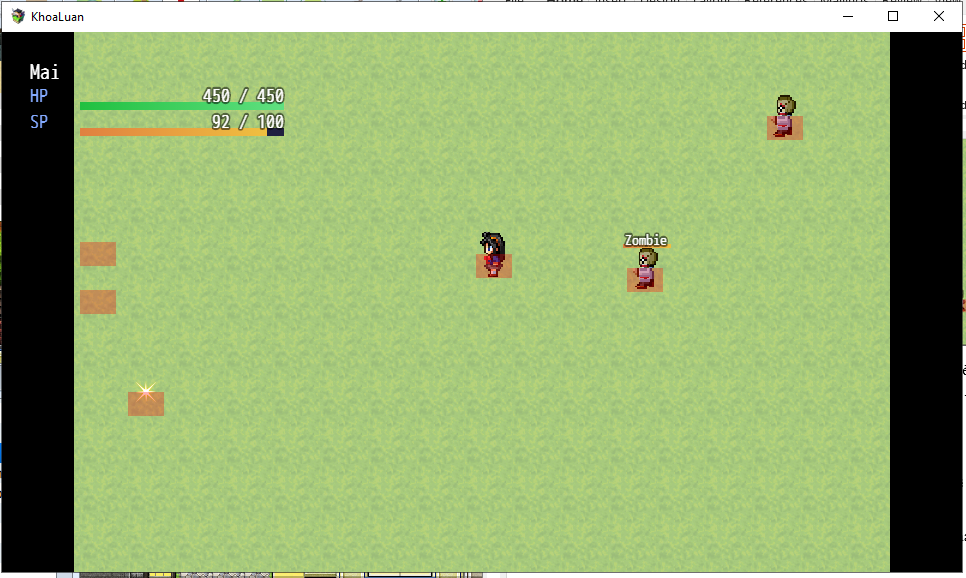 KhoaLuan
Mai
HP 450 / 450
SP 92 / 100
Zombie